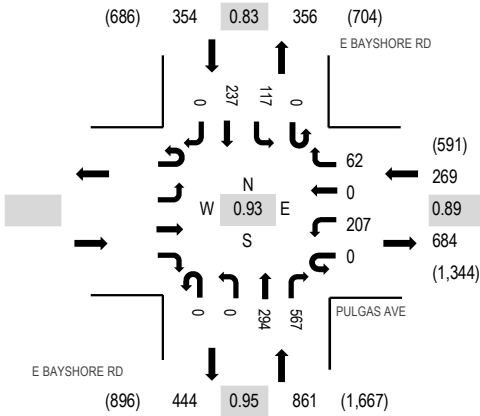 (686) 354 0.83 356 (704)
E BAYSHORE RD
0 237 117 0
(591)
62
269
N
0
W 0.93 E
0.89
207
S
684
0
(1,344)
0 0 294 567
PULGAS AVE
E BAYSHORE RD
(896) 444 0.95 861 (1,667)